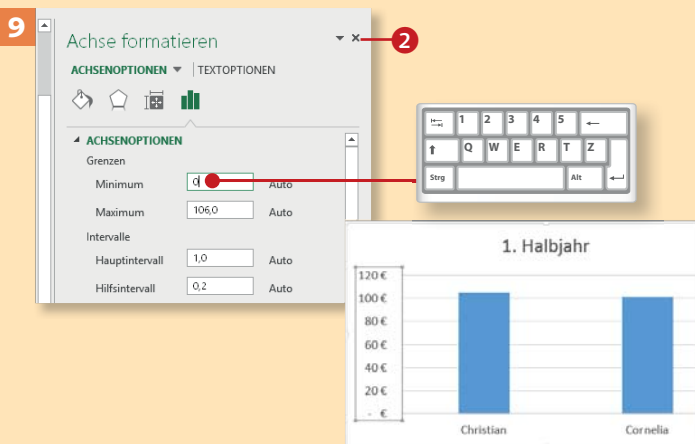 9
Achse formatieren
2
ACHSENOPTIONEN TEXTOPTIONEN
ACHSENOPTIONEN
Grenzen
Minimum 0 Auto
Maximum 106,0 Auto
Intervalle
Hauptintervall 1,0 Auto
Hilfsintervall 0,2 Auto
1 2 3 4 5
Q W E R T Z
Strg Alt
1. Halbjahr
120 €
100 €
80 €
60 €
40 €
20 €
- €
Christian Cornelia